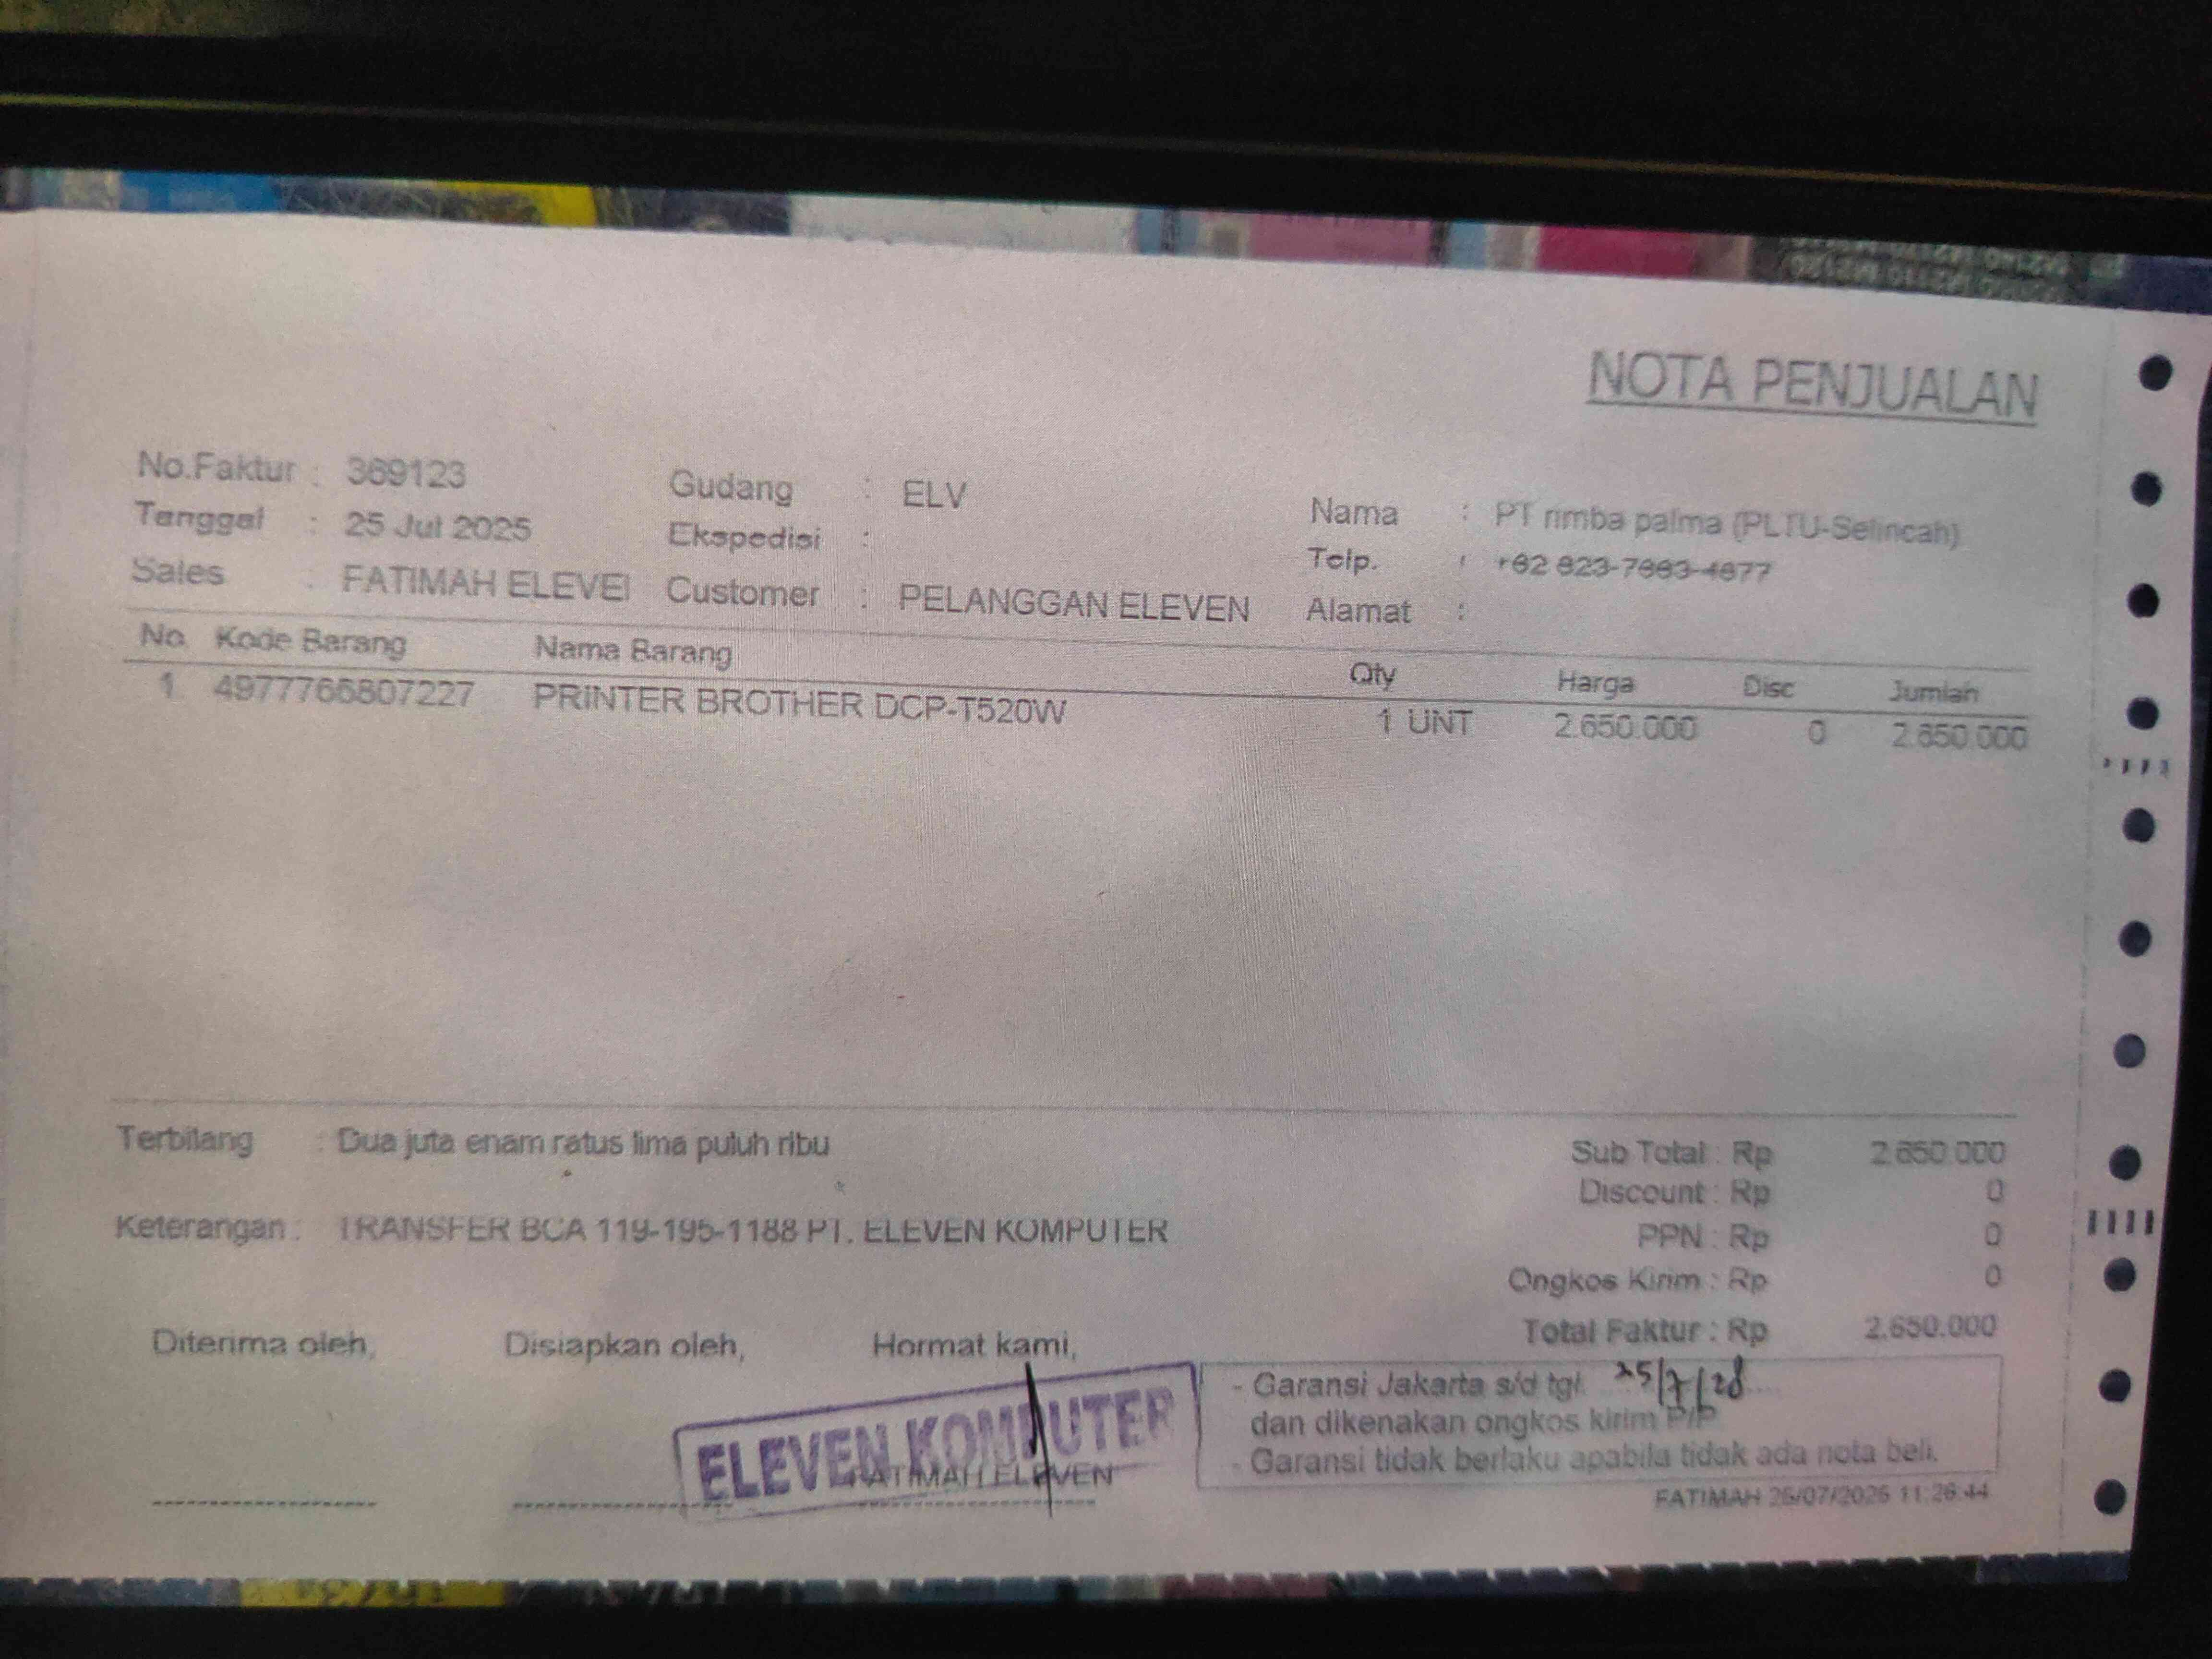 NOTA PENJUALAN
No.Faktur : 369123 Gudang : ELV Nama : PT rimba palma (PLTU-Selincah)
Tanggal : 25 Jul 2025 Ekspedisi : Telp. :
Sales : FATIMAH ELEVEI Customer : PELANGGAN ELEVEN Alamat :
No. Kode Barang Nama Barang Qty Harga Disc Jumlah
1 4977766807227 PRINTER BROTHER DCP-T520W 1 UNT 2.650.000 0 2.650.000
Terbilang : Dua juta enam ratus lima puluh ribu Sub Total : Rp 2.650.000
Discount : Rp 0
Keterangan : TRANSFER BCA 119-195-1188 PT. ELEVEN KOMPUTER PPN : Rp 0
Ongkos Kirim : Rp 0
Diterima oleh, Disiapkan oleh, Hormat kami, Total Faktur : Rp 2.650.000
ELEVEN KOMPUTER
FATIMAH ELEVEN
- Garansi Jakarta s/d tgl. 25/7/28
dan dikenakan ongkos kirim P/P
- Garansi tidak berlaku apabila tidak ada nota beli.
FATIMAH 25/07/2025 11:26:44